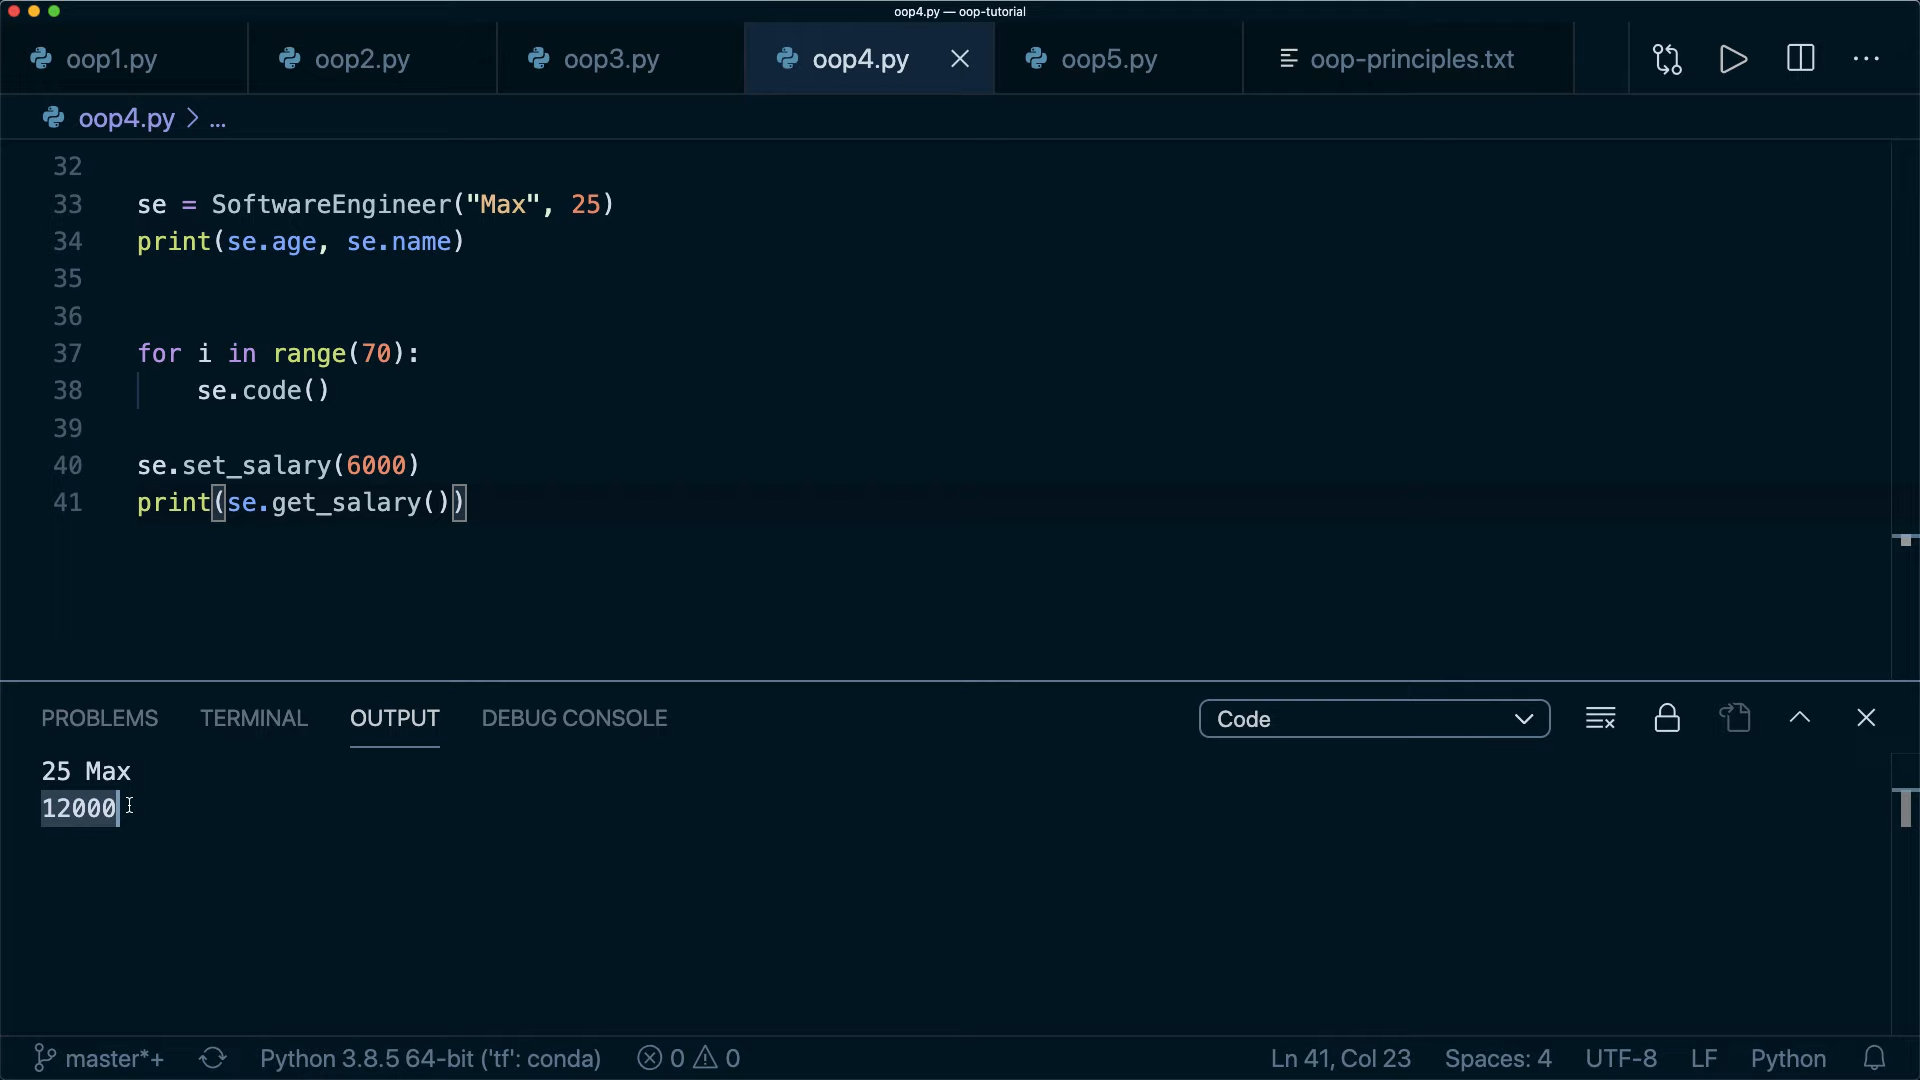 oop4.py — oop-tutorial
oop1.py
oop2.py
oop3.py
oop4.py
oop5.py
oop-principles.txt
oop4.py > ...
32
33 se = SoftwareEngineer("Max", 25)
34 print(se.age, se.name)
35
36
37 for i in range(70):
38     se.code()
39
40 se.set_salary(6000)
41 print(se.get_salary())
PROBLEMS TERMINAL OUTPUT DEBUG CONSOLE
Code
25 Max
12000
master*+ Python 3.8.5 64-bit ('tf': conda) 0 0 Ln 41, Col 23 Spaces: 4 UTF-8 LF Python